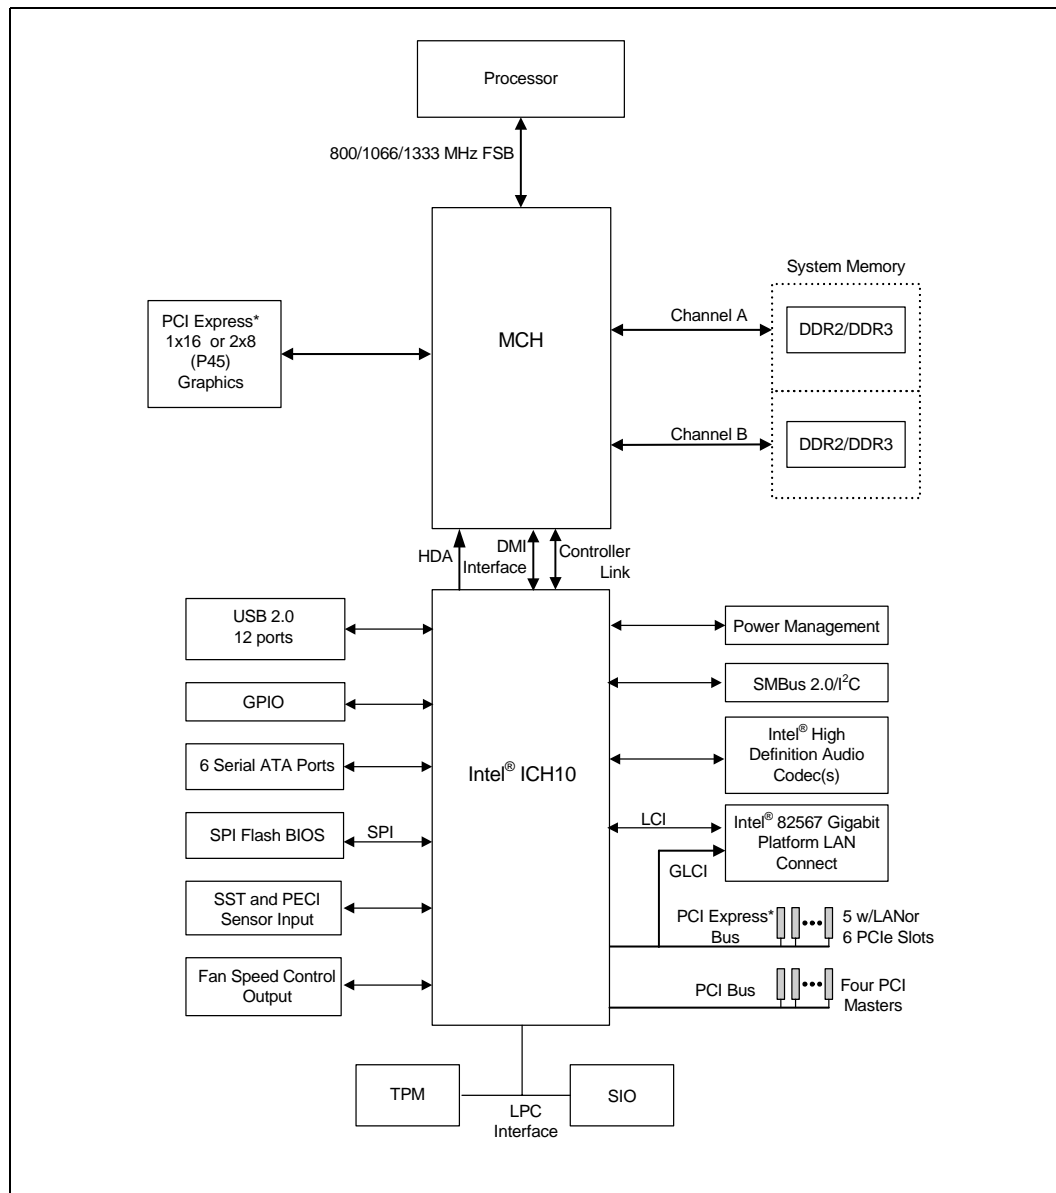 Processor
800/1066/1333 MHz FSB
System Memory
MCH
PCI Express*
1x16 or 2x8
(P45)
Graphics
Channel A
DDR2/DDR3
Channel B
DDR2/DDR3
HDA
DMI
Interface
Controller
Link
USB 2.0
12 ports
GPIO
6 Serial ATA Ports
SPI Flash BIOS
SPI
SST and PECI
Sensor Input
Fan Speed Control
Output
Intel® ICH10
Power Management
SMBus 2.0/I²C
Intel® High
Definition Audio
Codec(s)
LCI
Intel® 82567 Gigabit
Platform LAN
Connect
GLCI
PCI Express*
Bus
5 w/LANor
6 PCIe Slots
PCI Bus
Four PCI
Masters
TPM
SIO
LPC
Interface